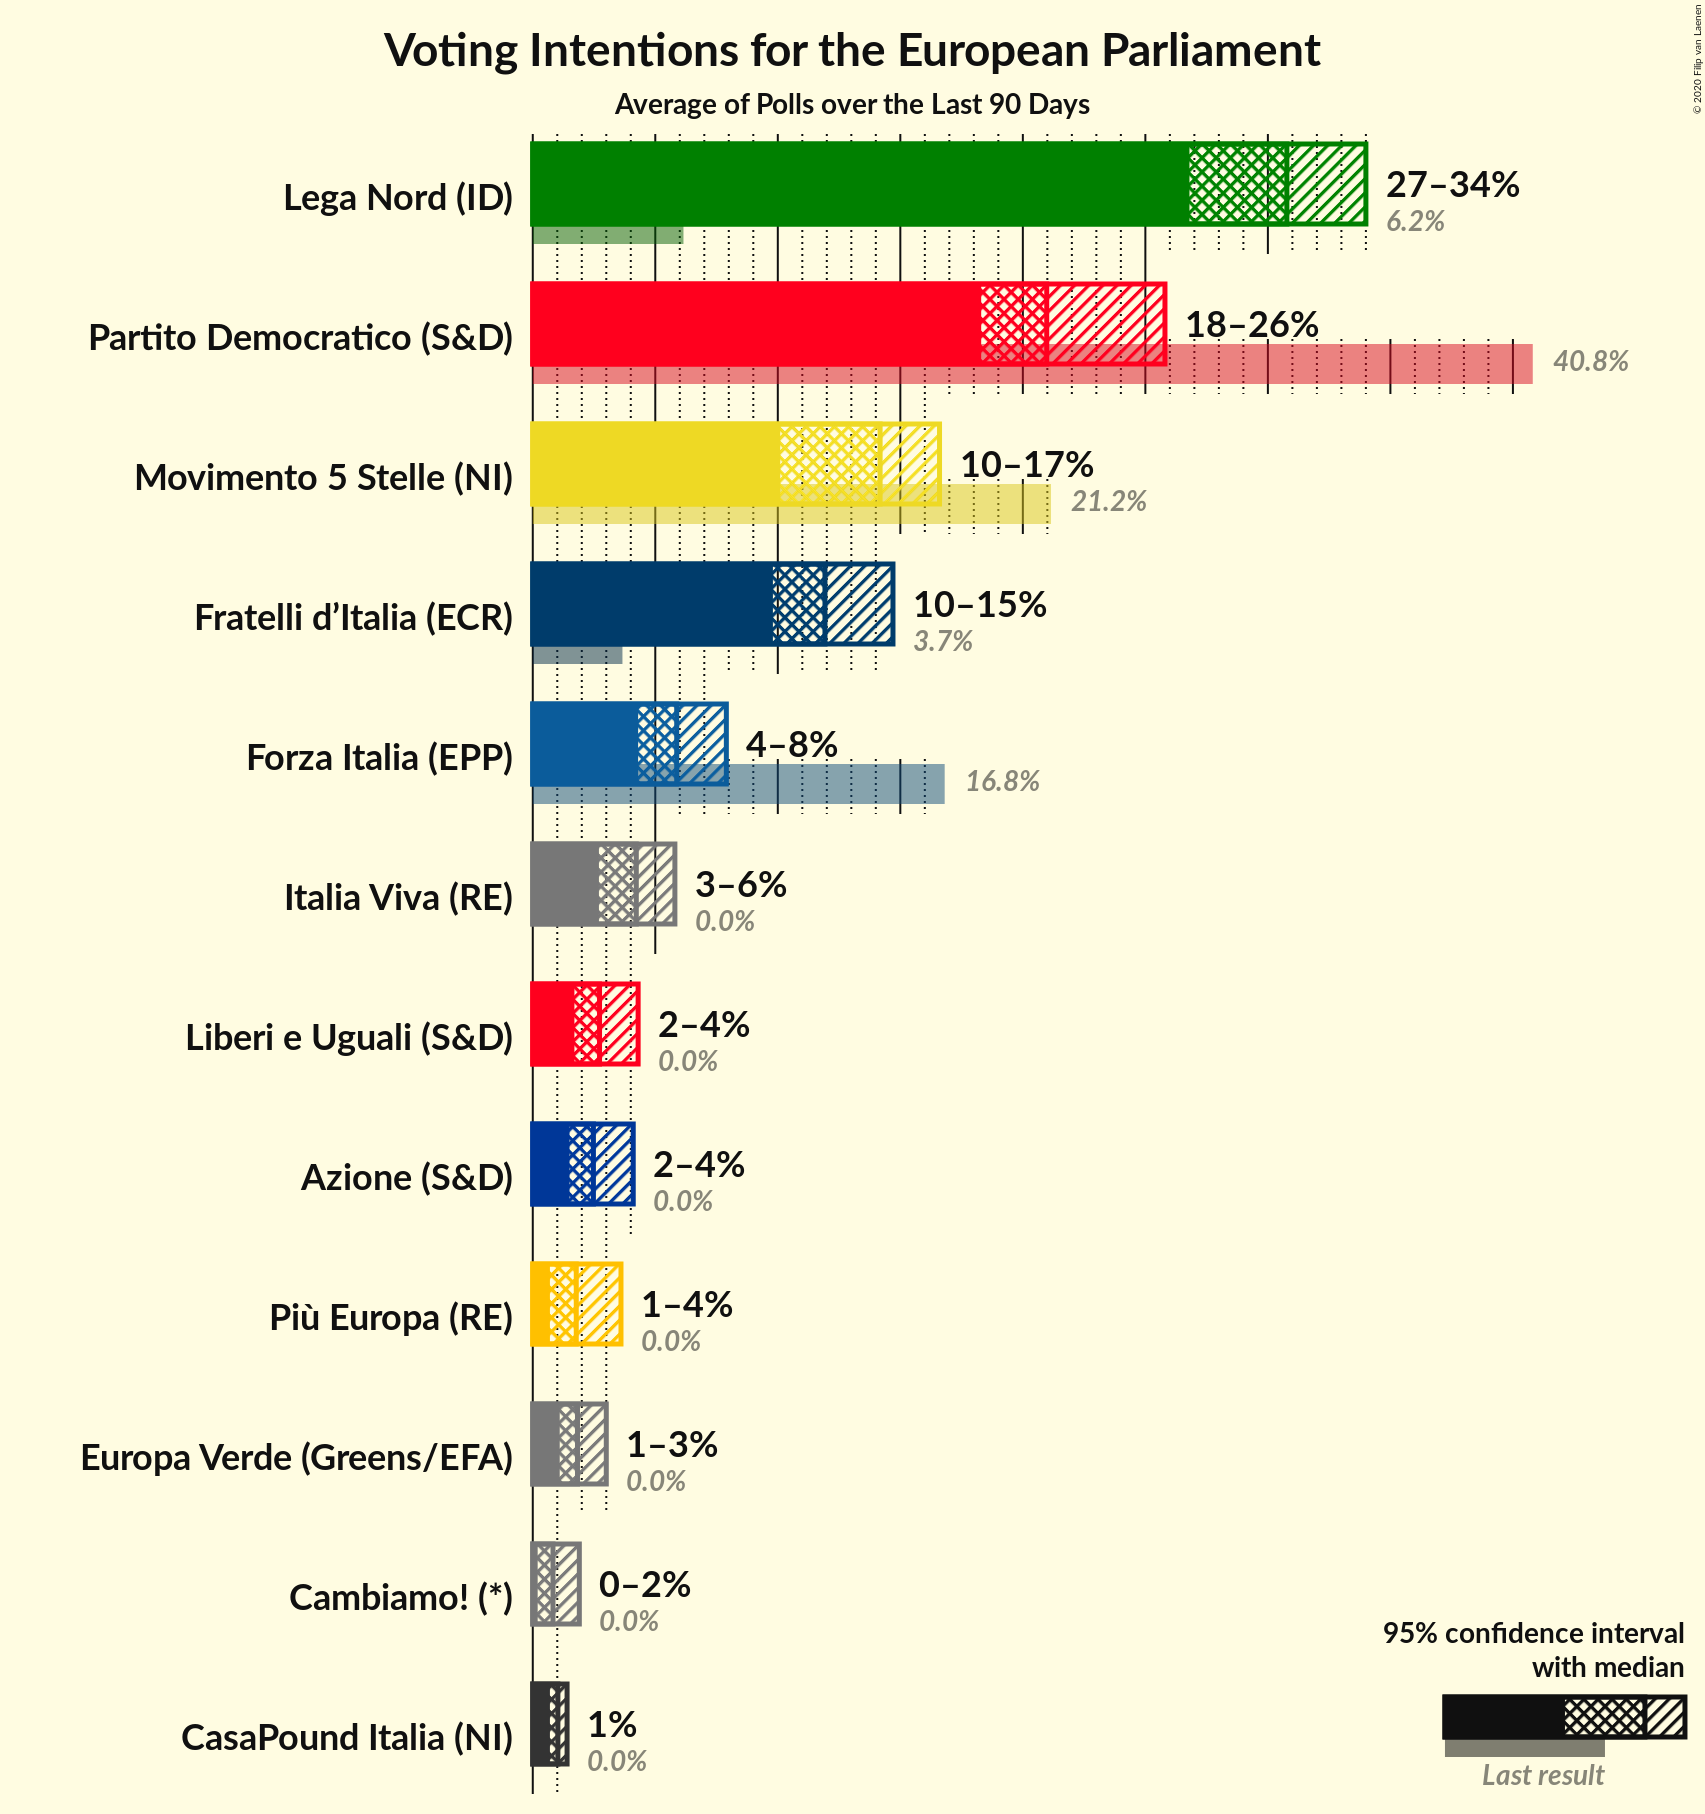 Voting Intentions for the European Parliament
Average of Polls over the Last 90 Days
© 2020 Filip van Laenen
Lega Nord (ID)
27–34%
6.2%
Partito Democratico (S&D)
18–26%
40.8%
Movimento 5 Stelle (NI)
10–17%
21.2%
Fratelli d’Italia (ECR)
10–15%
3.7%
Forza Italia (EPP)
4–8%
16.8%
Italia Viva (RE)
3–6%
0.0%
Liberi e Uguali (S&D)
2–4%
0.0%
Azione (S&D)
2–4%
0.0%
Più Europa (RE)
1–4%
0.0%
Europa Verde (Greens/EFA)
1–3%
0.0%
Cambiamo! (*)
0–2%
0.0%
CasaPound Italia (NI)
1%
0.0%
95% confidence interval
with median
Last result